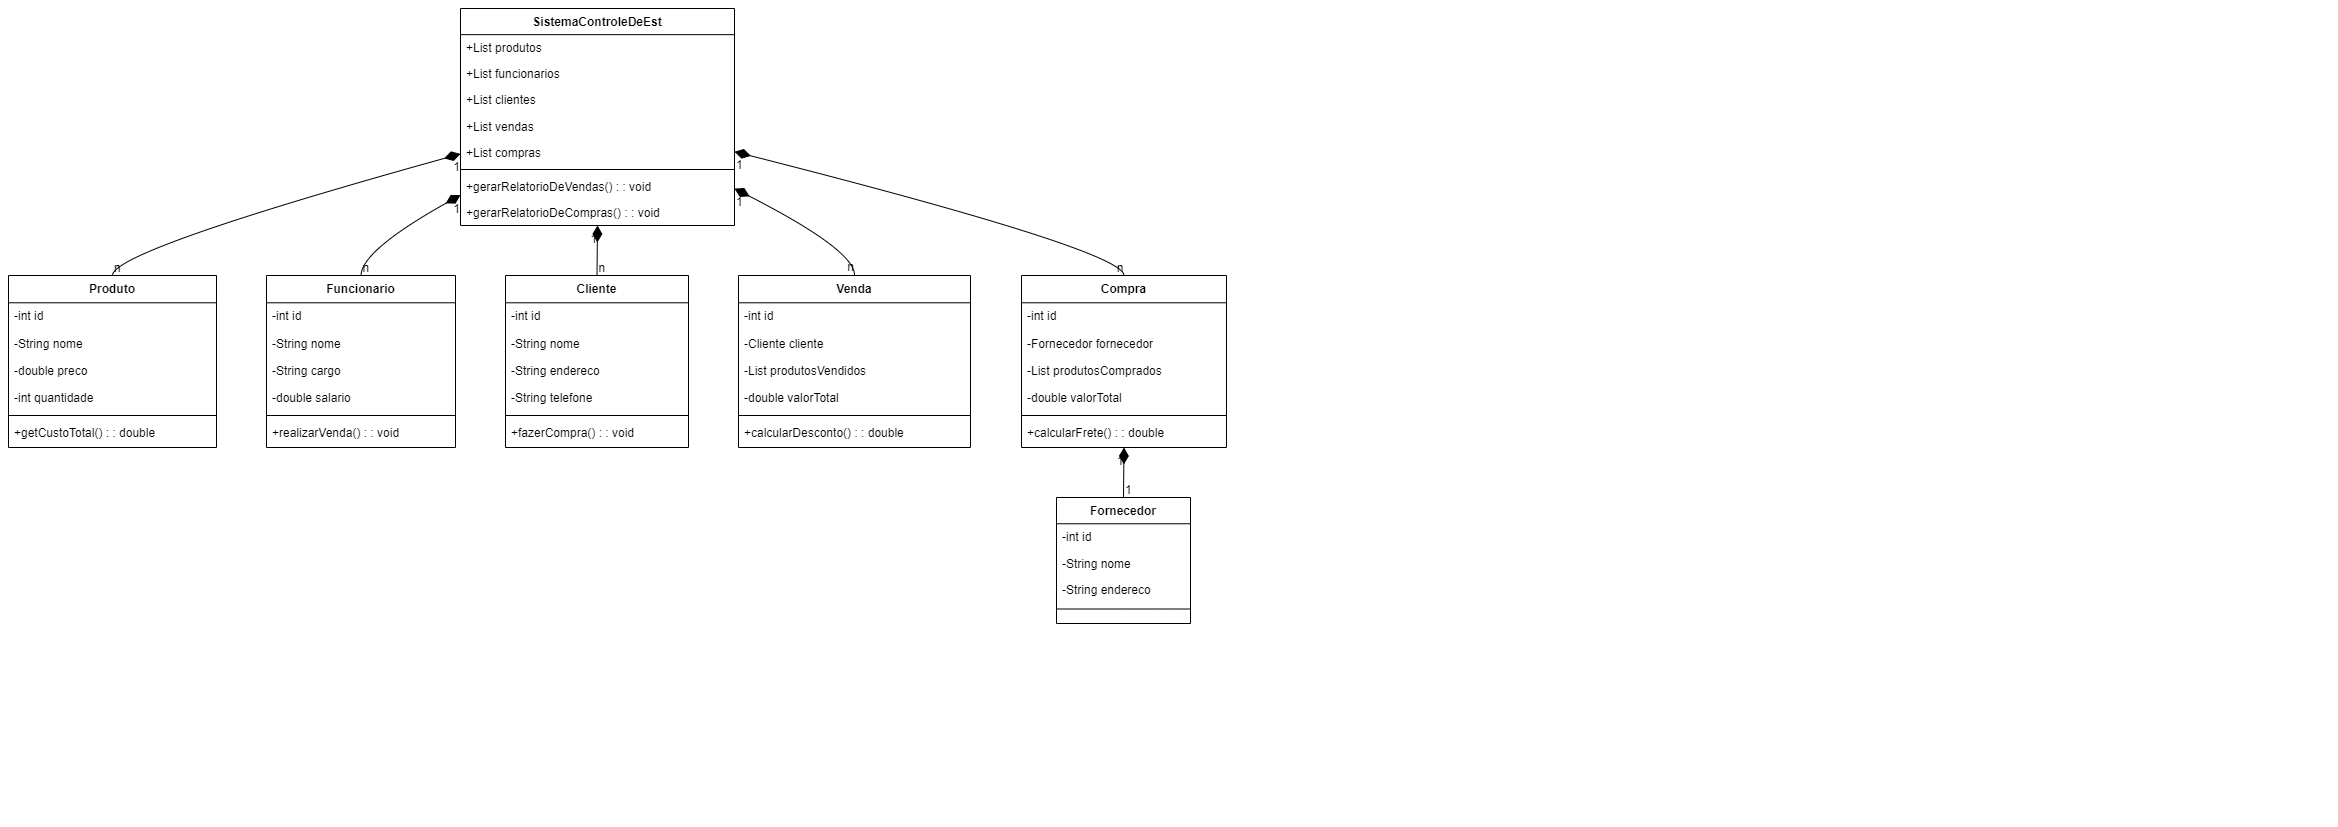 SistemaControleDeEst
+List produtos
+List funcionarios
+List clientes
+List vendas
+List compras
+gerarRelatorioDeVendas() : : void
+gerarRelatorioDeCompras() : : void
1
1
1
1
1
n
n
n
n
n
Produto
-int id
-String nome
-double preco
-int quantidade
+getCustoTotal() : : double
Funcionario
-int id
-String nome
-String cargo
-double salario
+realizarVenda() : : void
Cliente
-int id
-String nome
-String endereco
-String telefone
+fazerCompra() : : void
Venda
-int id
-Cliente cliente
-List produtosVendidos
-double valorTotal
+calcularDesconto() : : double
Compra
-int id
-Fornecedor fornecedor
-List produtosComprados
-double valorTotal
+calcularFrete() : : double
1
1
Fornecedor
-int id
-String nome
-String endereco